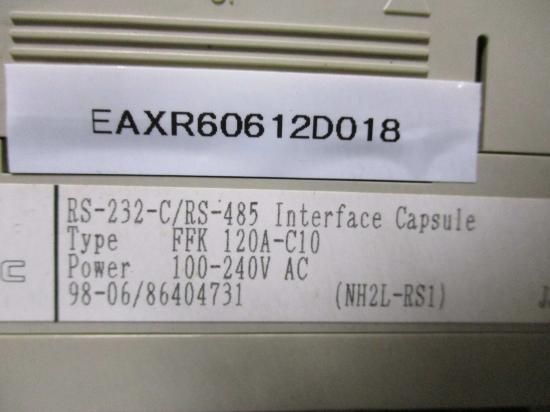 EAXR60612D018
RS-232-C/RS-485 Interface Capsule
Type FFK 120A-C10
Power 100-240V AC
98-06/86404731 (NH2L-RS1)